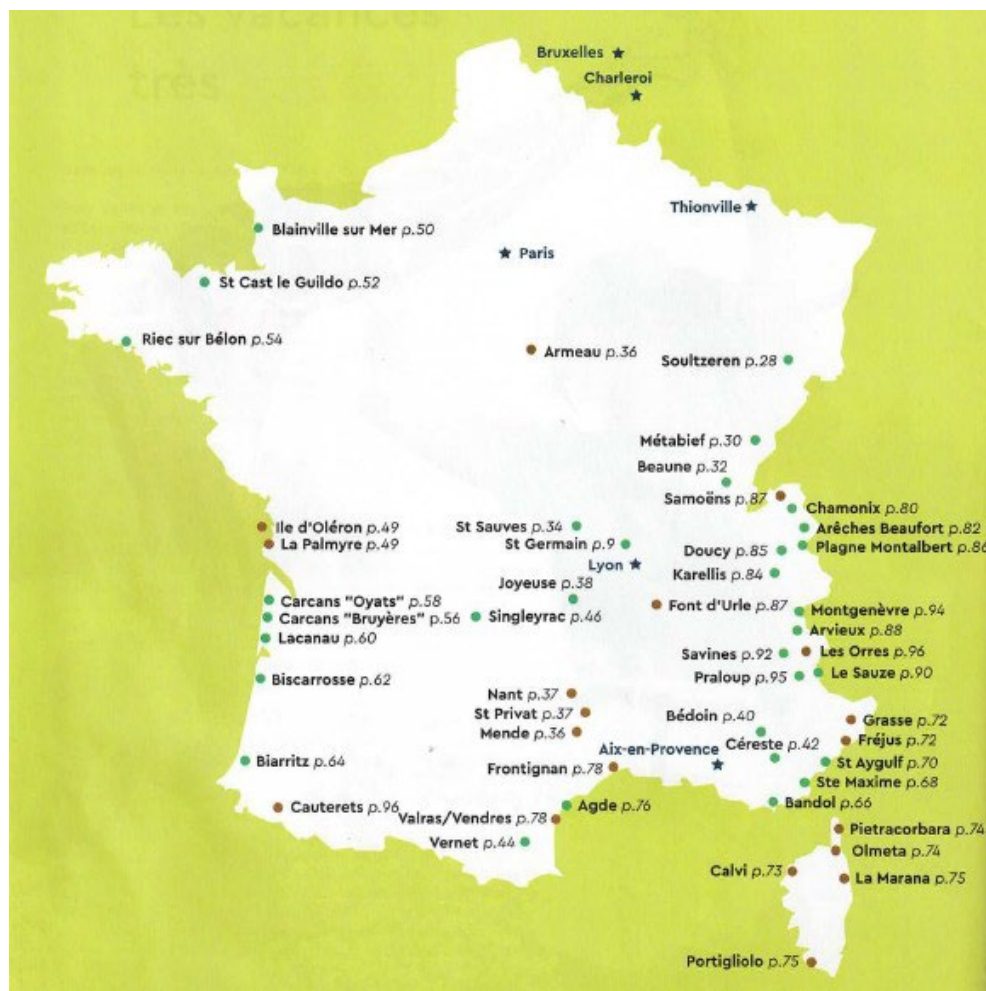 Les vacances
très
Bruxelles
Charleroi
Thionville
Blainville sur Mer p.50
Paris
St Cast le Guildo p.52
Riec sur Bélon p.54
Armeau p.36
Soultzeren p.28
Métabief p.30
Beaune p.32
Samoëns p.87
Chamonix p.80
Ile d'Oléron p.49
St Sauves p.34
Arêches Beaufort p.82
La Palmyre p.49
St Germain p.9
Doucy p.85
Plagne Montalbert p.86
Lyon
Karellis p.84
Joyeuse p.38
Carcans "Oyats" p.58
Font d'Urle p.87
Montgenèvre p.94
Carcans "Bruyères" p.56
Singleyrac p.46
Arvieux p.88
Lacanau p.60
Savines p.92
Les Orres p.96
Biscarrosse p.62
Praloup p.95
Le Sauze p.90
Nant p.37
St Privat p.37
Bédoin p.40
Grasse p.72
Mende p.36
Fréjus p.72
Aix-en-Provence
Céreste p.42
Biarritz p.64
Frontignan p.78
St Aygulf p.70
Ste Maxime p.68
Cauterets p.96
Agde p.76
Bandol p.66
Valras/Vendres p.78
Pietracorbara p.74
Vernet p.44
Olmeta p.74
Calvi p.73
La Marana p.75
Portigliolo p.75